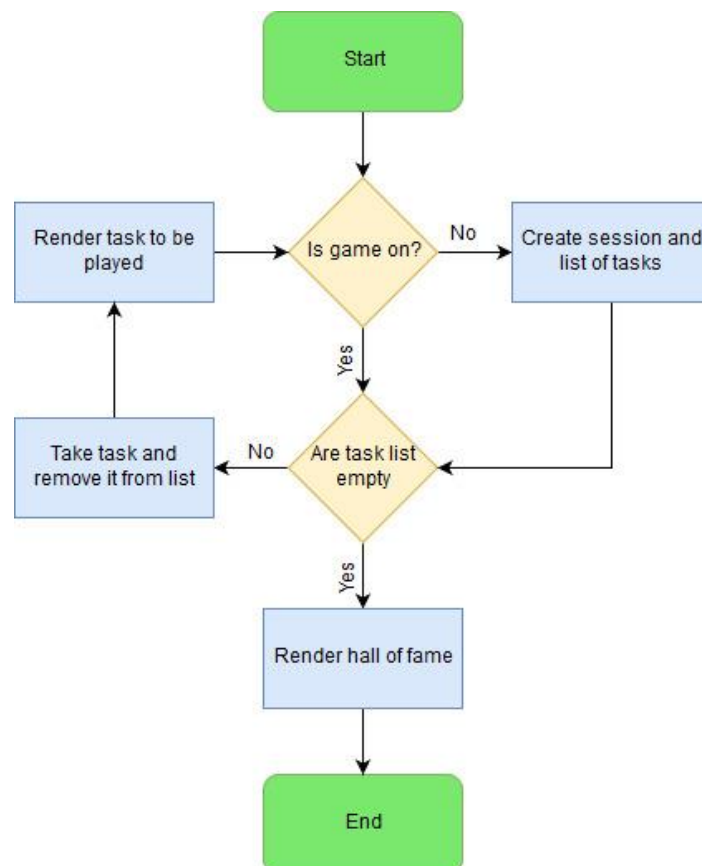 Start
Is game on?
No
Create session and
list of tasks
Render task to be
played
Yes
Are task list
empty
No
Take task and
remove it from list
Yes
Render hall of fame
End